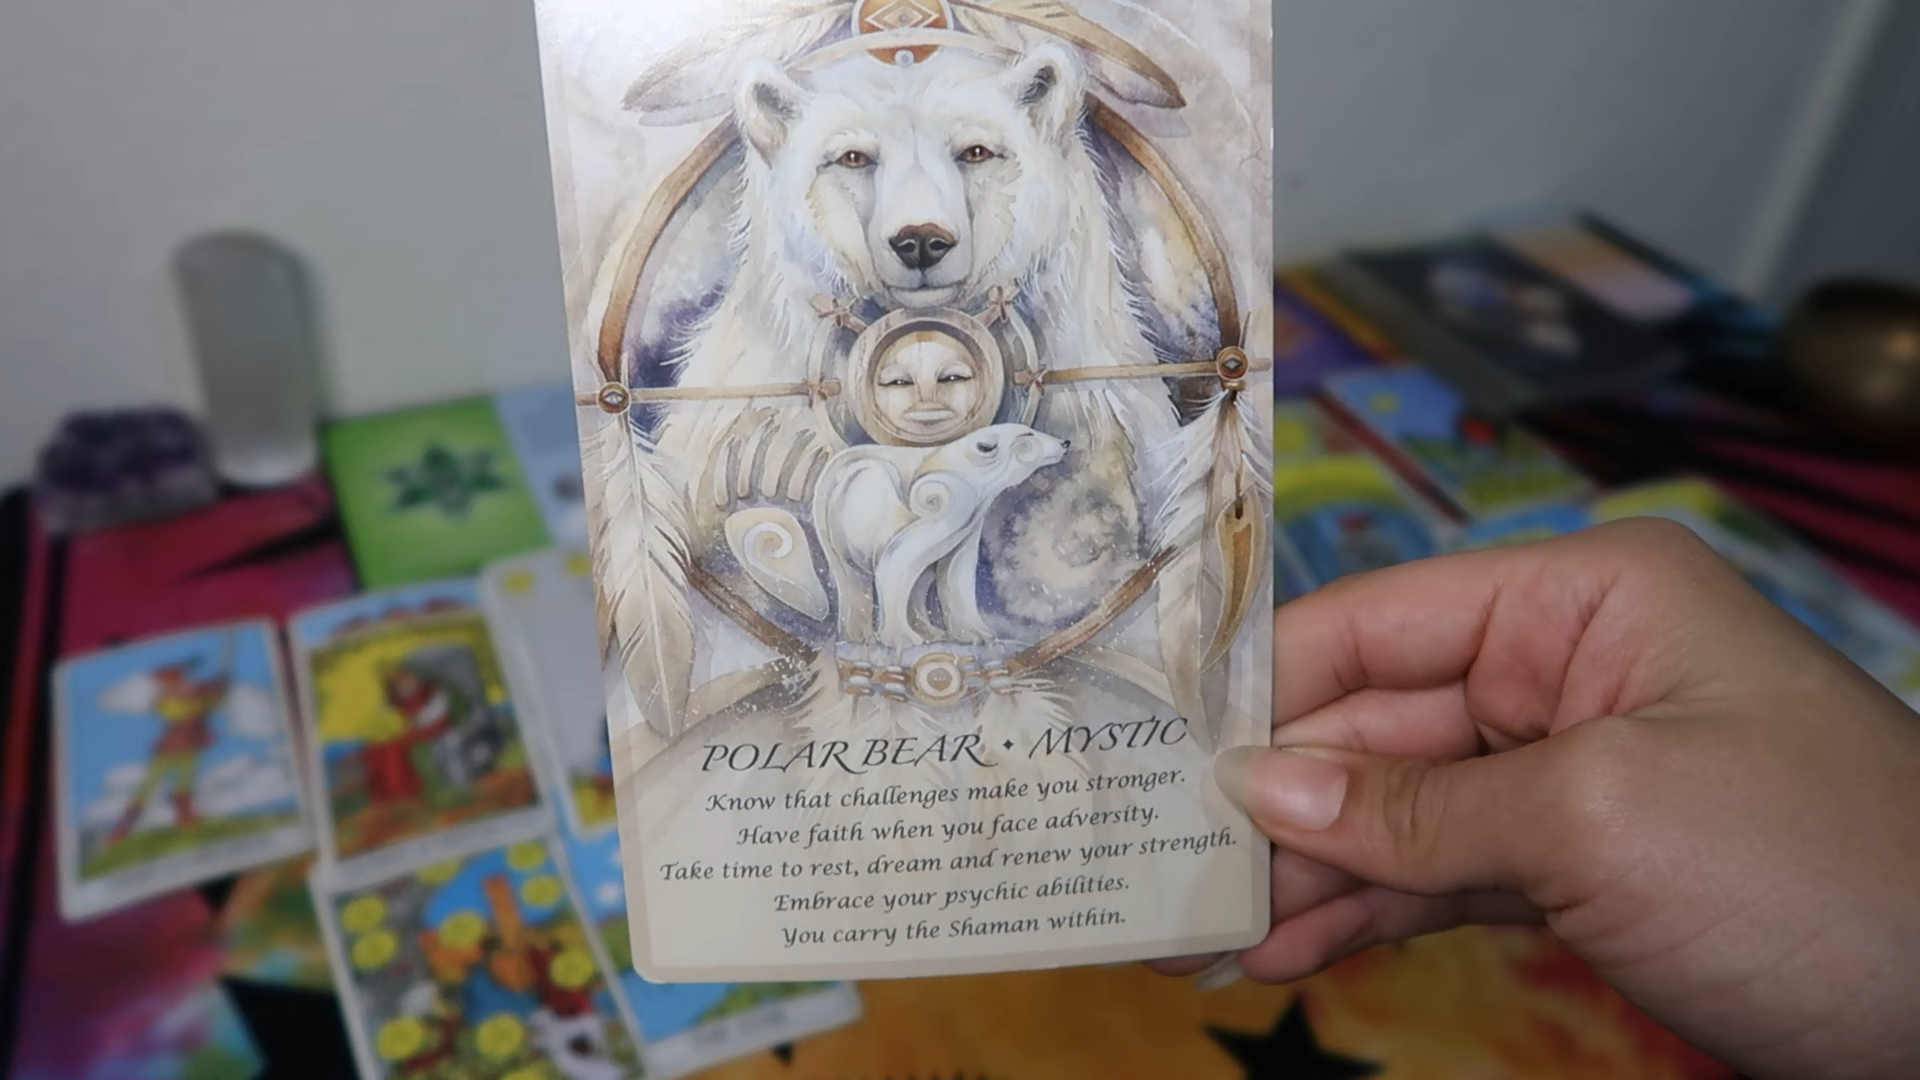 POLAR BEAR • MYSTIC
Know that challenges make you stronger.
Have faith when you face adversity.
Take time to rest, dream and renew your strength.
Embrace your psychic abilities.
You carry the Shaman within.